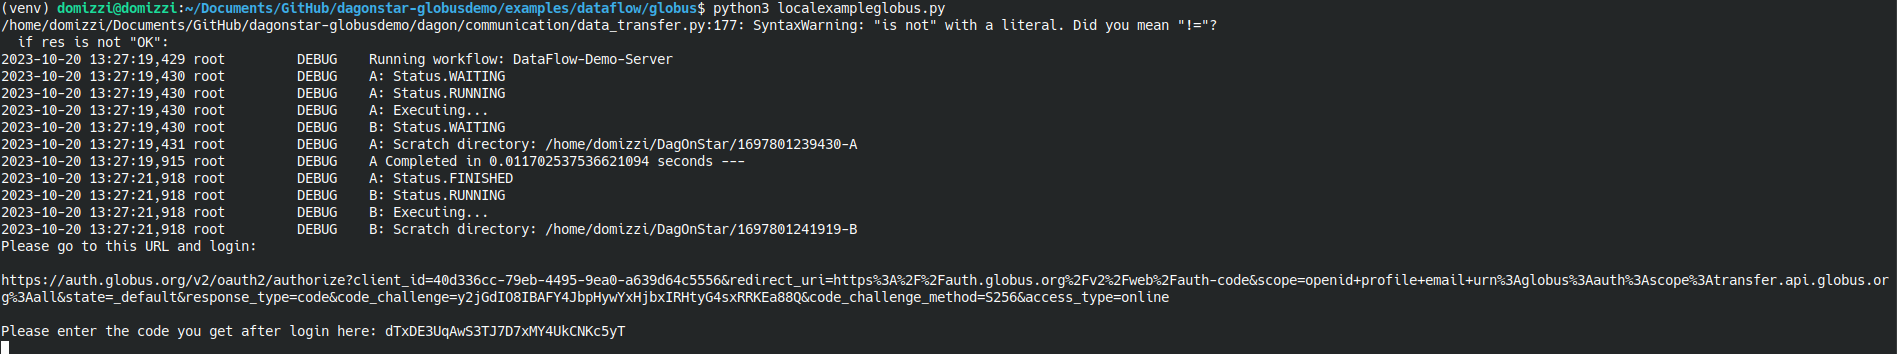 (venv) domizzi@domizzi:~/Documents/GitHub/dagonstar-globusdemo/examples/dataflow/globus$ python3 localexampleglobus.py
/home/domizzi/Documents/GitHub/dagonstar-globusdemo/dagon/communication/data_transfer.py:177: SyntaxWarning: "is not" with a literal. Did you mean "!="?
  if res is not "OK":
2023-10-20 13:27:19,429 root         DEBUG    Running workflow: DataFlow-Demo-Server
2023-10-20 13:27:19,430 root         DEBUG    A: Status.WAITING
2023-10-20 13:27:19,430 root         DEBUG    A: Status.RUNNING
2023-10-20 13:27:19,430 root         DEBUG    A: Executing...
2023-10-20 13:27:19,430 root         DEBUG    B: Status.WAITING
2023-10-20 13:27:19,431 root         DEBUG    A: Scratch directory: /home/domizzi/DagOnStar/1697801239430-A
2023-10-20 13:27:19,915 root         DEBUG    A Completed in 0.011702537536621094 seconds ---
2023-10-20 13:27:21,918 root         DEBUG    A: Status.FINISHED
2023-10-20 13:27:21,918 root         DEBUG    B: Status.RUNNING
2023-10-20 13:27:21,918 root         DEBUG    B: Executing...
2023-10-20 13:27:21,918 root         DEBUG    B: Scratch directory: /home/domizzi/DagOnStar/1697801241919-B
Please go to this URL and login:
https://auth.globus.org/v2/oauth2/authorize?client_id=40d336cc-79eb-4495-9ea0-a639d64c5556&redirect_uri=https%3A%2F%2Fauth.globus.org%2Fv2%2Fweb%2Fauth-code&scope=openid+profile+email+urn%3Aglobus%3Aauth%3Ascope%3Atransfer.api.globus.or
g%3Aall&state=_default&response_type=code&code_challenge=y2jGdIO8IBAFY4JbpHywYxHjbxIRHtyG4sxRRKEa88Q&code_challenge_method=S256&access_type=online
Please enter the code you get after login here: dTxDE3UqAwS3TJ7D7xMY4UkCNKc5yT